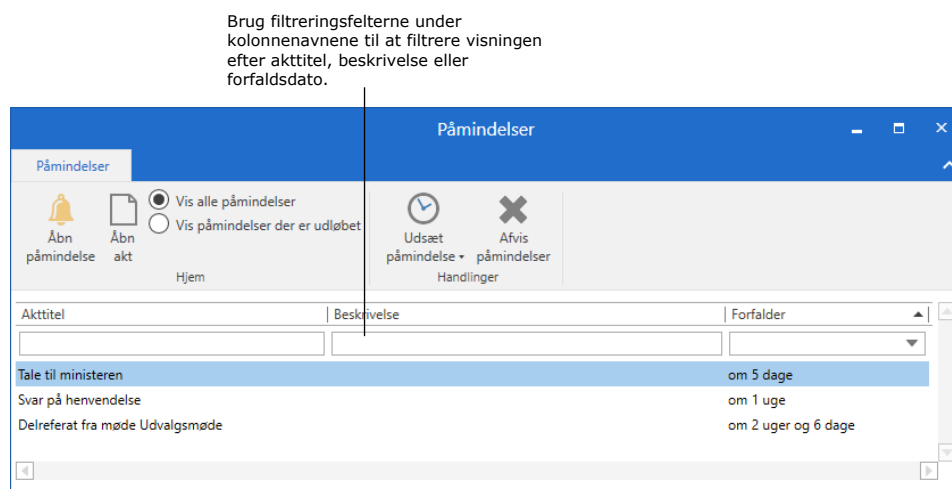 Brug filtreringsfelterne under
kolonnenavnene til at filtrere visningen
efter akttitel, beskrivelse eller
forfaldsdato.
Påmindelser
Påmindelser
Åbn
påmindelse
Åbn
akt
Vis alle påmindelser
Vis påmindelser der er udløbet
Hjem
Udsæt
påmindelse
Afvis
påmindelser
Handlinger
Akttitel Beskrivelse Forfalder
Tale til ministeren om 5 dage
Svar på henvendelse om 1 uge
Delreferat fra møde Udvalgsmøde om 2 uger og 6 dage